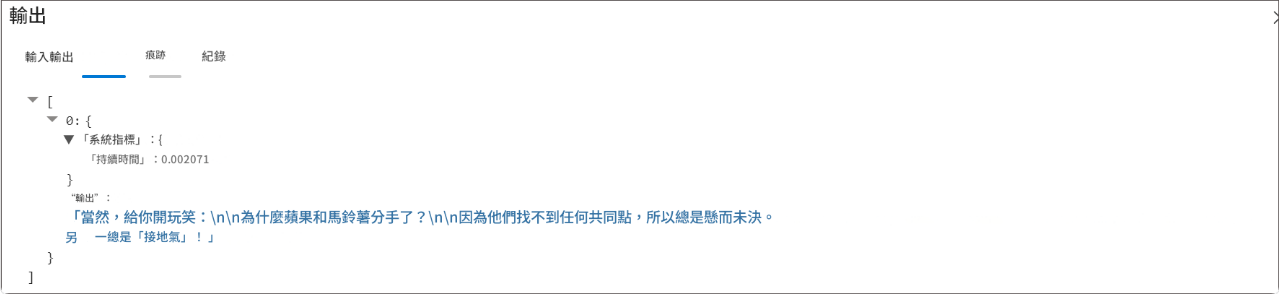 輸出
輸入輸出 痕跡 紀錄
[
0: {
「系統指標」：{
「持續時間」：0.002071
}
“輸出”：
「當然，給你開玩笑：\n\n為什麼蘋果和馬鈴薯分手了？\n\n因為他們找不到任何共同點，所以總是懸而未決。
另 一總是「接地氣」！」
}
]